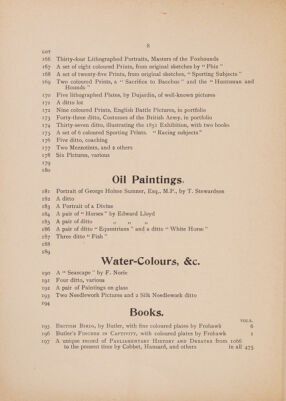 8
LOT
166 Thirty-four Lithographed Portraits, Masters of the Foxhounds
167 A set of eight coloured Prints, from original sketches by "Phiz"
168 A set of twenty-five Prints, from original sketches, "Sporting Subjects"
169 Two coloured Prints, a "Sacrifice to Bacchus" and the "Huntsman and
Hounds"
170 Five lithographed Plates, by Dujardin, of well-known pictures
171 A ditto lot
172 Nine coloured Prints, English Battle Pictures, in portfolio
173 Forty-three ditto, Costumes of the British Army, in portfolio
174 Thirty-seven ditto, illustrating the 1851 Exhibition, with two books
175 A set of 6 coloured Sporting Prints. "Racing subjects"
176 Five ditto, coaching
177 Two Mezzotints, and 2 others
178 Six Pictures, various
179
180
Oil Paintings.
181 Portrait of George Holme Sumner, Esq., M.P., by T. Stewardson
182 A ditto
183 A Portrait of a Divine
184 A pair of "Horses" by Edward Lloyd
185 A pair of ditto " " "
186 A pair of ditto "Equestrians" and a ditto "White Horse"
187 Three ditto "Fish"
188
189
Water-Colours, &c.
190 A "Seascape" by F. Norie
191 Four ditto, various
192 A pair of Paintings on glass
193 Two Needlework Pictures and 2 Silk Needlework ditto
194
Books.
VOLS.
195 BRITISH BIRDS, by Butler, with fine coloured plates by Frohawk 6
196 Butler's FINCHES IN CAPTIVITY, with coloured plates by Frohawk 1
197 A unique record of PARLIAMENTARY HISTORY AND DEBATES from 1066
to the present time by Cobbet, Hansard, and others in all 475